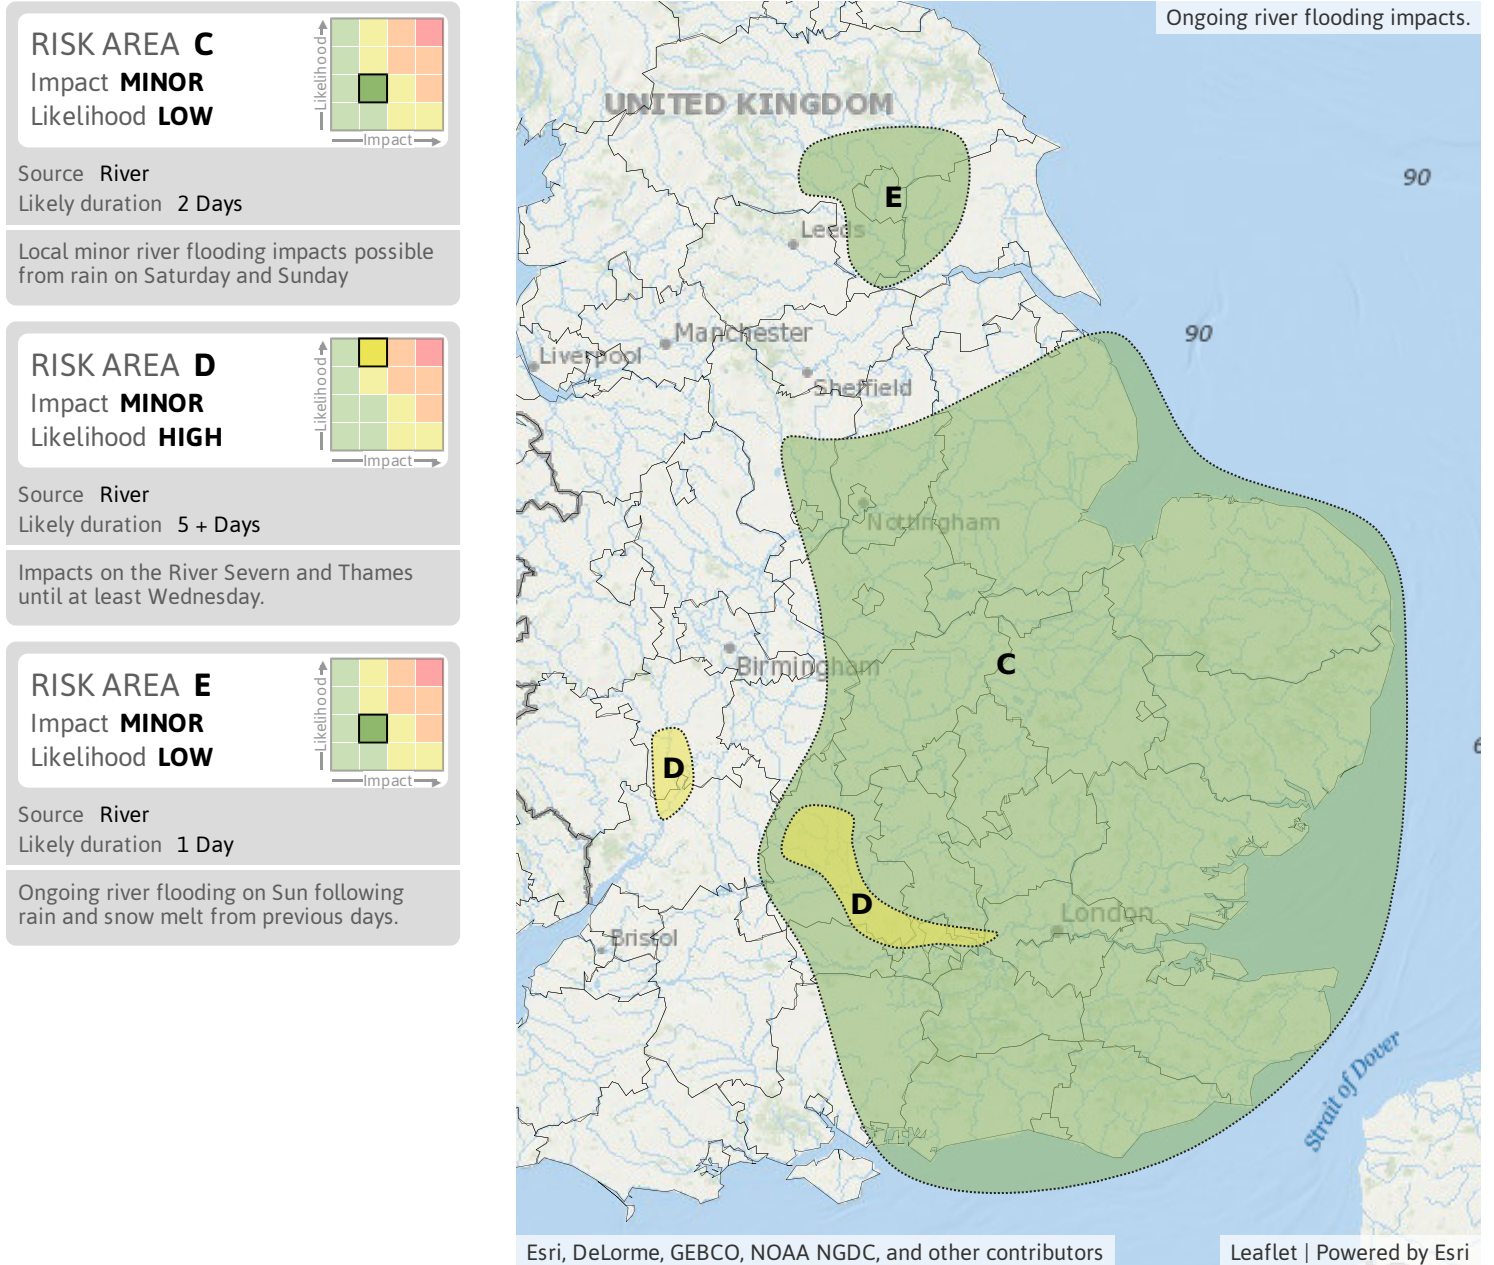 RISK AREA C
Impact MINOR
Likelihood LOW
Likelihood
Impact
Source River
Likely duration 2 Days
Local minor river flooding impacts possible
from rain on Saturday and Sunday
RISK AREA D
Impact MINOR
Likelihood HIGH
Likelihood
Impact
Source River
Likely duration 5 + Days
Impacts on the River Severn and Thames
until at least Wednesday.
RISK AREA E
Impact MINOR
Likelihood LOW
Likelihood
Impact
Source River
Likely duration 1 Day
Ongoing river flooding on Sun following
rain and snow melt from previous days.
Ongoing river flooding impacts.
UNITED KINGDOM
90
E
Leeds
Manchester
90
Liverpool
Sheffield
Nottingham
C
Birmingham
D
D
London
Bristol
Strait of Dover
Esri, DeLorme, GEBCO, NOAA NGDC, and other contributors
Leaflet | Powered by Esri